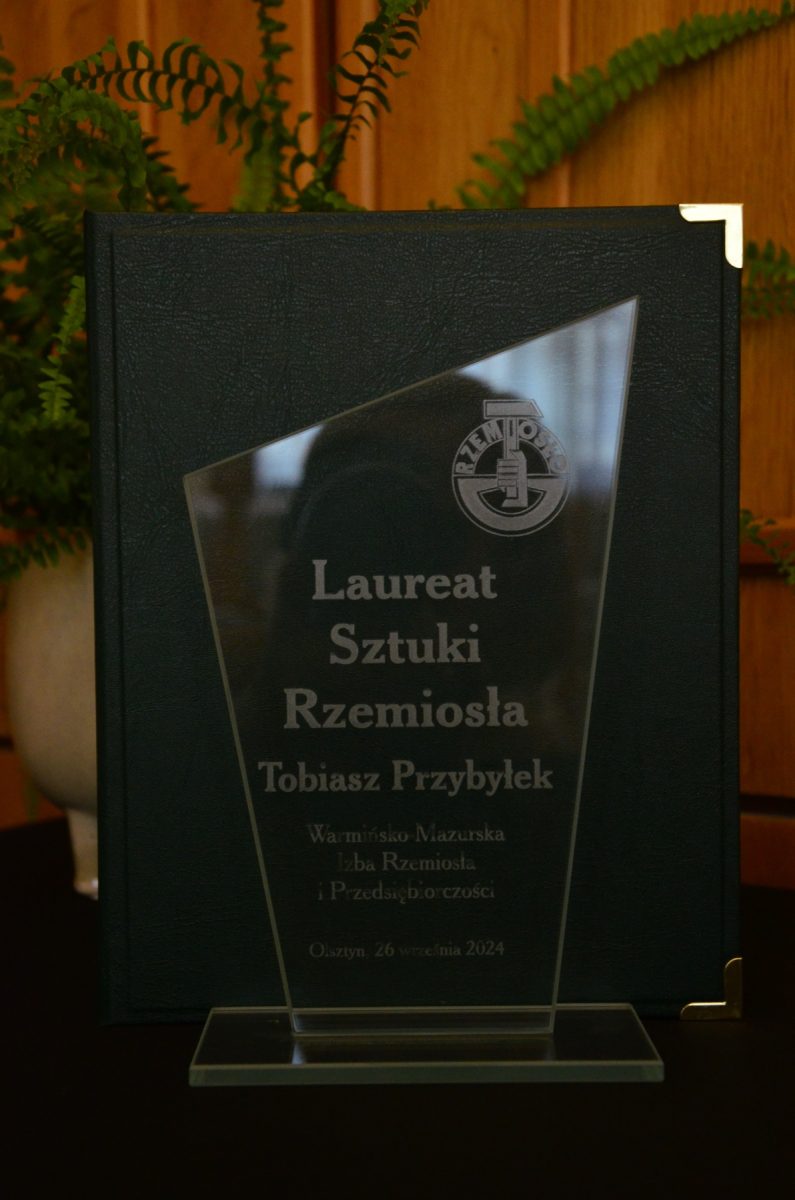 RZEMIOSŁO
Laureat
Sztuki
Rzemiosła
Tobiasz Przybyłek
Warmińsko-Mazurska
Izba Rzemiosła
i Przedsiębiorczości
Olsztyn, 26 września 2024